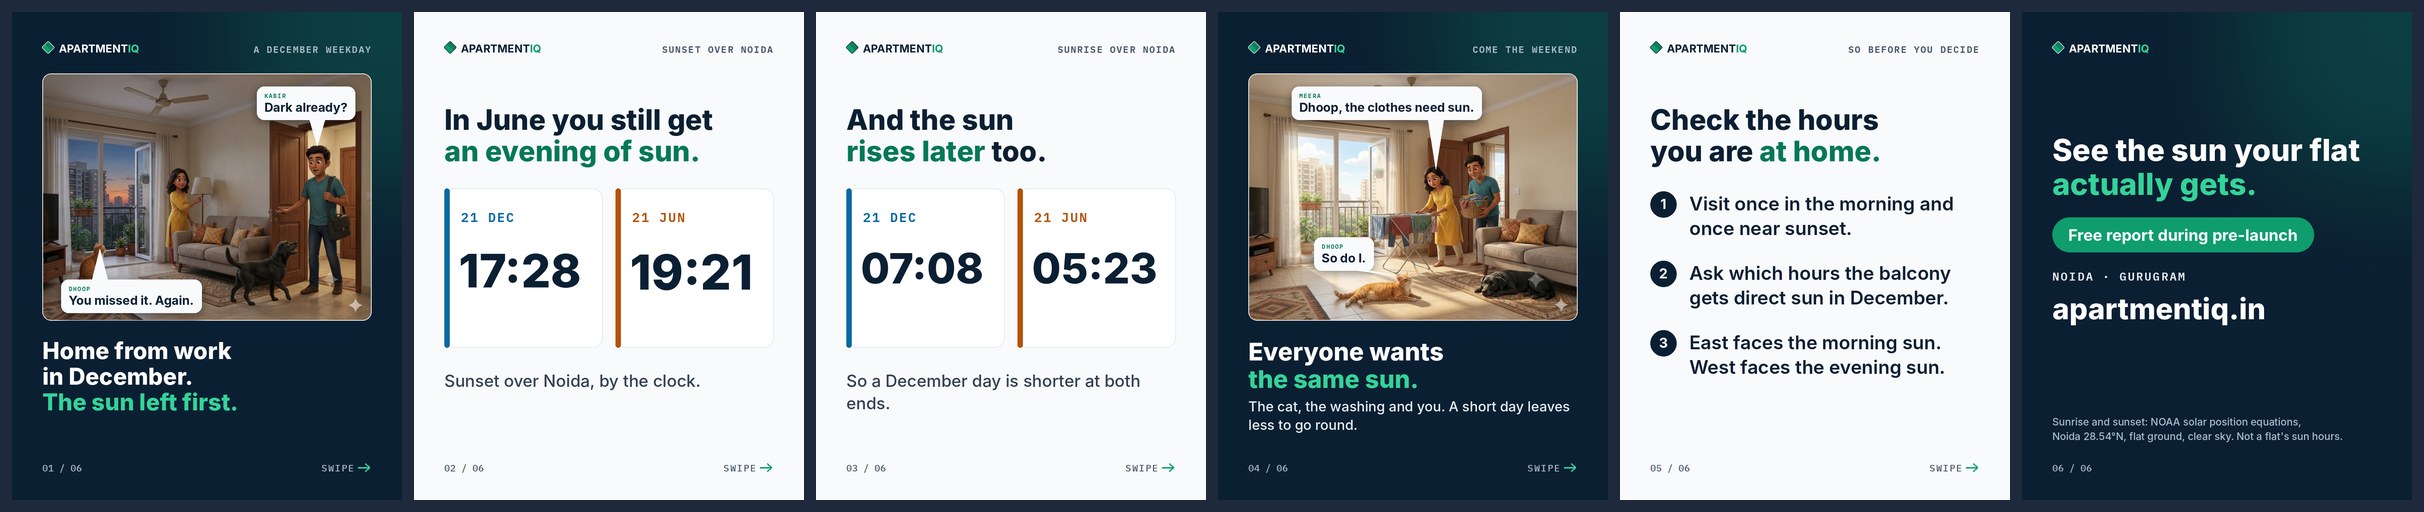 APARTMENTIQ
A DECEMBER WEEKDAY
KABIR
Dark already?
DHOOP
You missed it. Again.
Home from work
in December.
The sun left first.
01 / 06
SWIPE
APARTMENTIQ
SUNSET OVER NOIDA
In June you still get
an evening of sun.
21 DEC
17:28
21 JUN
19:21
Sunset over Noida, by the clock.
02 / 06
SWIPE
APARTMENTIQ
SUNRISE OVER NOIDA
And the sun
rises later too.
21 DEC
07:08
21 JUN
05:23
So a December day is shorter at both
ends.
03 / 06
SWIPE
APARTMENTIQ
COME THE WEEKEND
MEERA
Dhoop, the clothes need sun.
DHOOP
So do I.
Everyone wants
the same sun.
The cat, the washing and you. A short day leaves
less to go round.
04 / 06
SWIPE
APARTMENTIQ
SO BEFORE YOU DECIDE
Check the hours
you are at home.
1 Visit once in the morning and
once near sunset.
2 Ask which hours the balcony
gets direct sun in December.
3 East faces the morning sun.
West faces the evening sun.
05 / 06
SWIPE
APARTMENTIQ
See the sun your flat
actually gets.
Free report during pre-launch
NOIDA · GURUGRAM
apartmentiq.in
Sunrise and sunset: NOAA solar position equations,
Noida 28.54°N, flat ground, clear sky. Not a flat's sun hours.
06 / 06